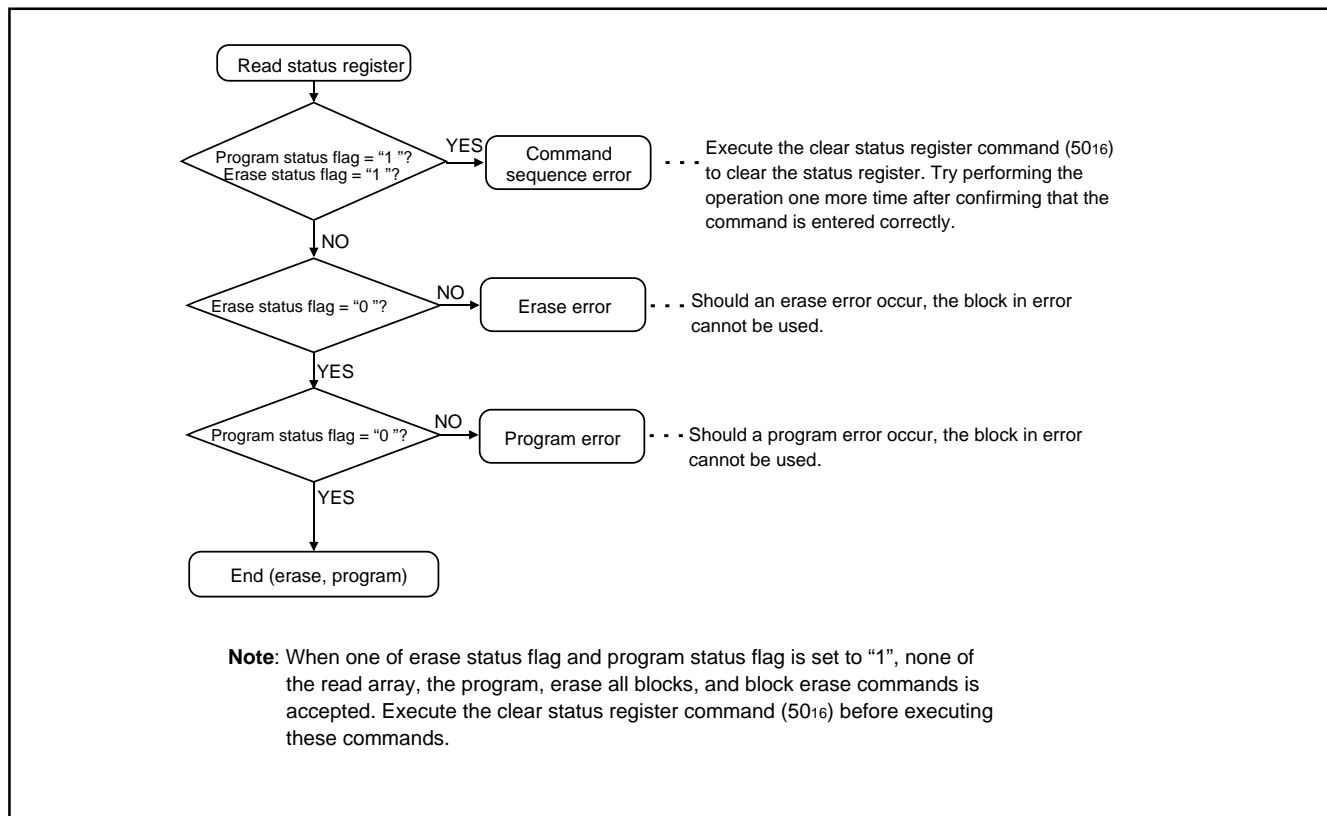 Read status register
Program status flag = “1 ”?
Erase status flag = “1 ”?
YES
Command
sequence error
Execute the clear status register command (5016)
to clear the status register. Try performing the
operation one more time after confirming that the
command is entered correctly.
NO
Erase status flag = “0 ”?
NO
Erase error
Should an erase error occur, the block in error
cannot be used.
YES
Program status flag = “0 ”?
NO
Program error
Should a program error occur, the block in error
cannot be used.
YES
End (erase, program)
Note: When one of erase status flag and program status flag is set to “1”, none of
the read array, the program, erase all blocks, and block erase commands is
accepted. Execute the clear status register command (5016) before executing
these commands.